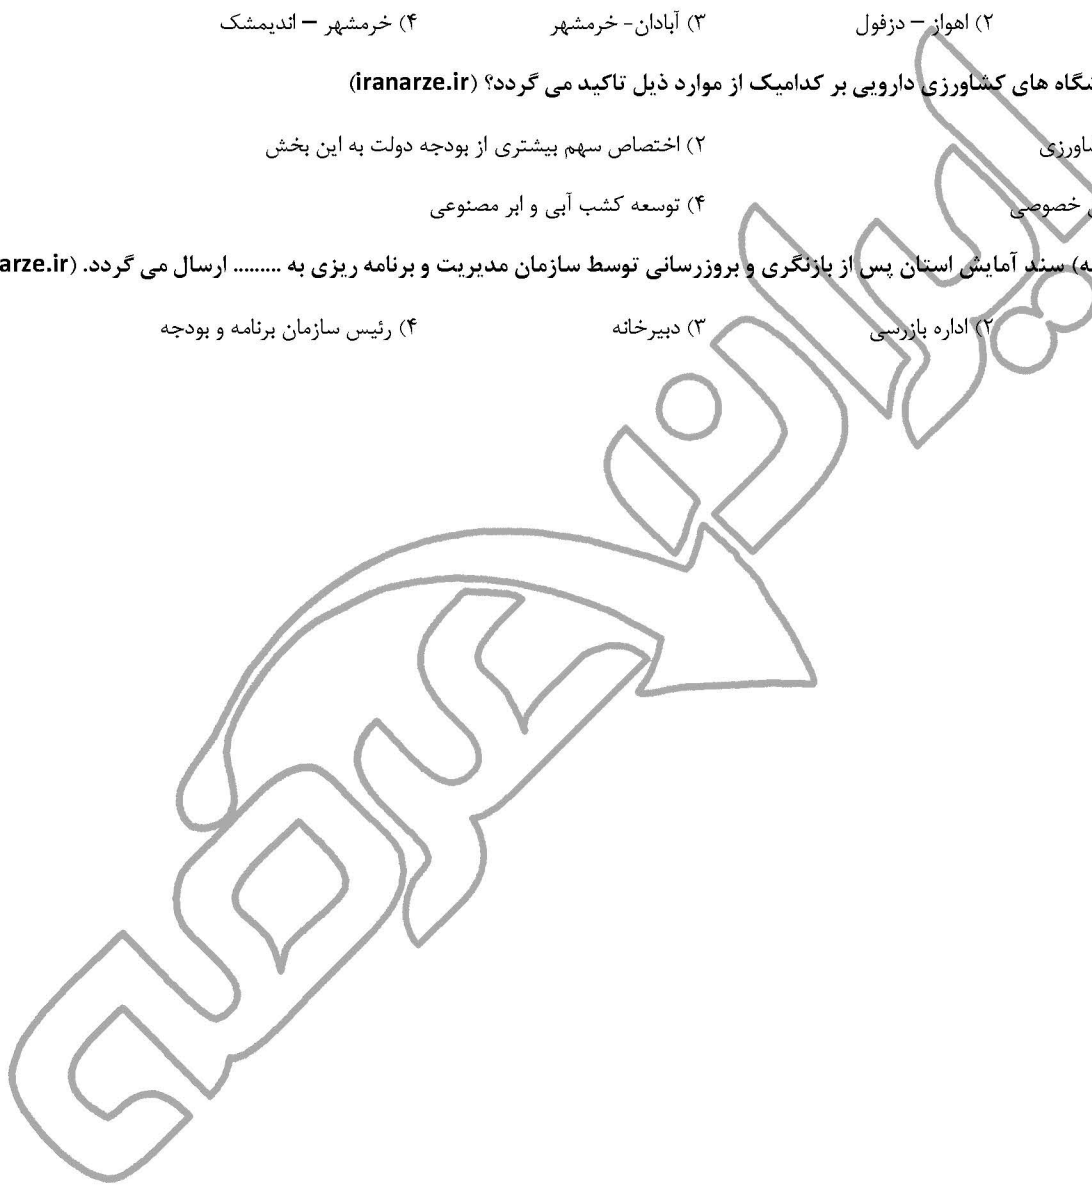 ۲) اهواز – دزفول ۳) آبادان- خرمشهر ۴) خرمشهر – اندیمشک
های کشاورزی دارویی بر کدامیک از موارد ذیل تاکید می گردد؟ (iranarze.ir)
۲) اختصاص سهم بیشتری از بودجه دولت به این بخش
خصوصی ۴) توسعه کشب آبی و ابر مصنوعی
سند آمایش استان پس از بازنگری و بروزرسانی توسط سازمان مدیریت و برنامه ریزی به ......... ارسال می گردد. (arze.ir
۲) اداره بازرسی ۳) دبیرخانه ۴) رئیس سازمان برنامه و بودجه
ایران عرضه